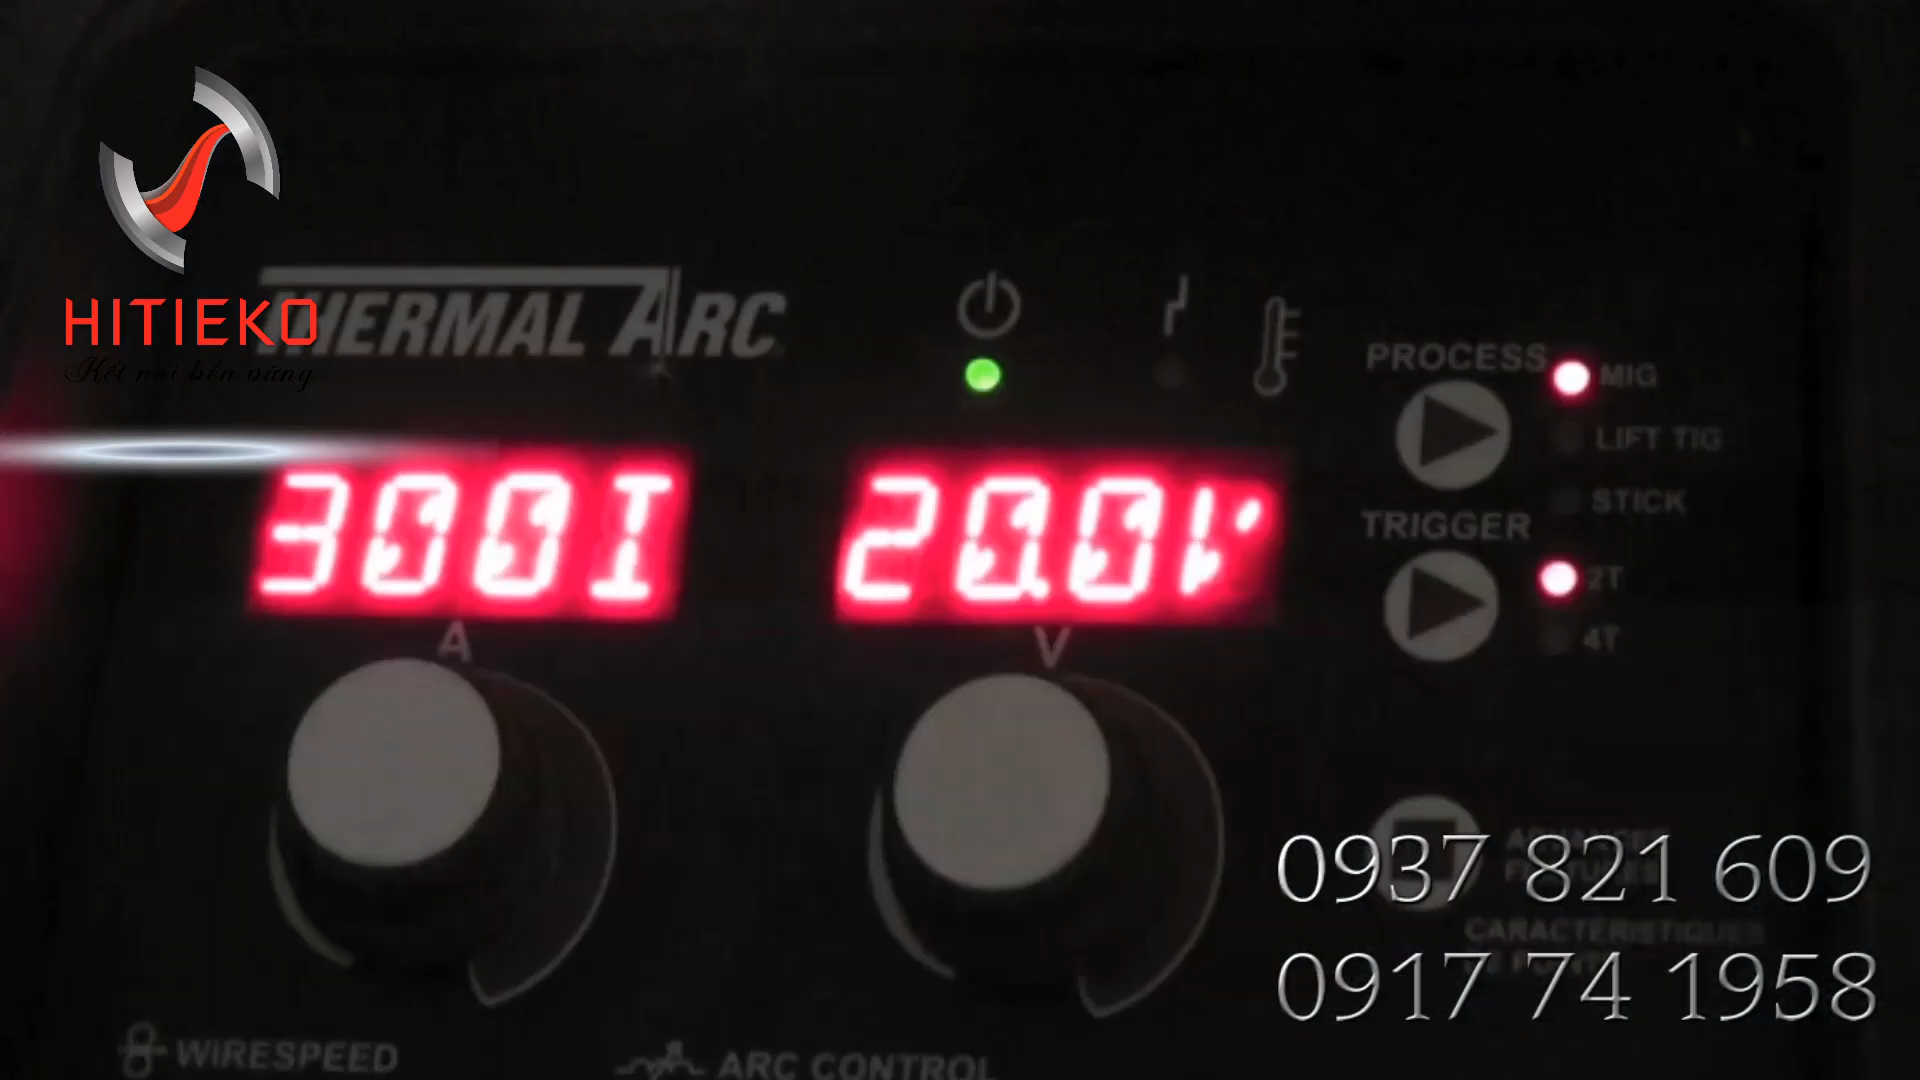 HITIEKO
Kết nối bền vững
THERMAL ARC
PROCESS
MIG
LIFT TIG
STICK
300I
20.0V
TRIGGER
2T
4T
A
V
0937 821 609
CARACTERISTIQUES
0917 74 1958
WIRESPEED
ARC CONTROL